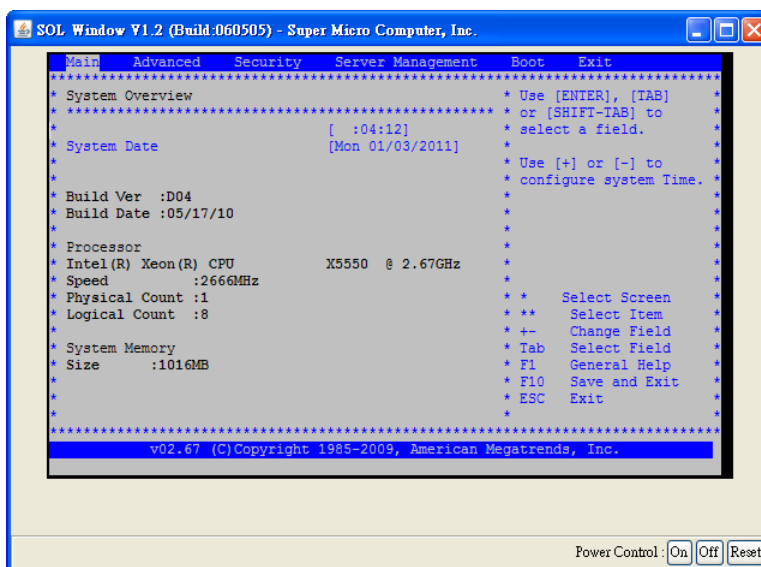 SOL Window V1.2 (Build:060505) - Super Micro Computer, Inc.
Main Advanced Security Server Management Boot Exit
********************************************************************************
* System Overview * Use [ENTER], [TAB] *
* *************************************************** * or [SHIFT-TAB] to *
* [ :04:12] * select a field. *
* System Date [Mon 01/03/2011] * *
* * Use [+] or [-] to *
* * configure system Time. *
* Build Ver :D04 * *
* Build Date :05/17/10 * *
* * *
* Processor * *
* Intel(R) Xeon(R) CPU X5550 @ 2.67GHz * *
* Speed :2666MHz * *
* Physical Count :1 * * Select Screen *
* Logical Count :8 * ** Select Item *
* * +- Change Field *
* System Memory * Tab Select Field *
* Size :1016MB * F1 General Help *
* * F10 Save and Exit *
* * ESC Exit *
* * *
********************************************************************************
v02.67 (C)Copyright 1985-2009, American Megatrends, Inc.
Power Control : On Off Reset